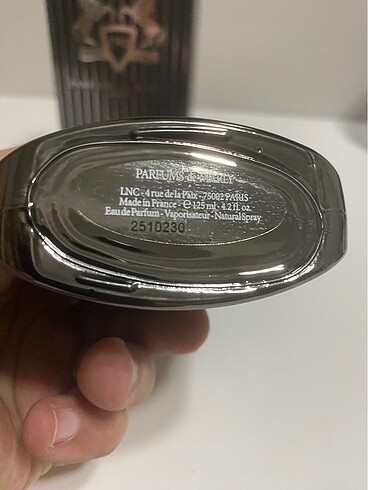 PARFUMS de MARLY
LNC - 4 rue de la Paix - 75002 PARIS
Made in France - ℮ 125 ml - 4.2 fl. oz.
Eau de Parfum - Vaporisateur - Natural Spray
2510230